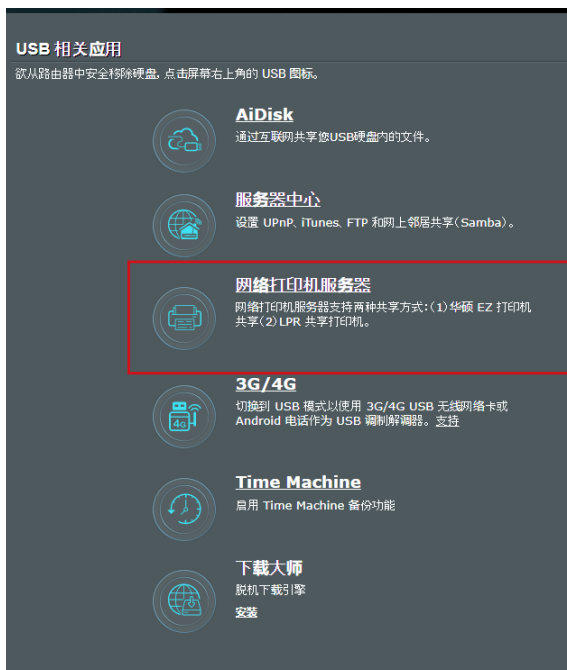 USB 相关应用
欲从路由器中安全移除硬盘, 点击屏幕右上角的 USB 图标。
AiDisk
通过互联网共享您USB硬盘内的文件。
服务器中心
设置 UPnP、iTunes、FTP 和网上邻居共享(Samba)。
网络打印机服务器
网络打印机服务器支持两种共享方式:(1)华硕 EZ 打印机
共享(2)LPR 共享打印机。
3G/4G
切换到 USB 模式以使用 3G/4G USB 无线网络卡或
Android 电话作为 USB 调制解调器。支持
4G
Time Machine
启用 Time Machine 备份功能
下载大师
脱机下载引擎
安装